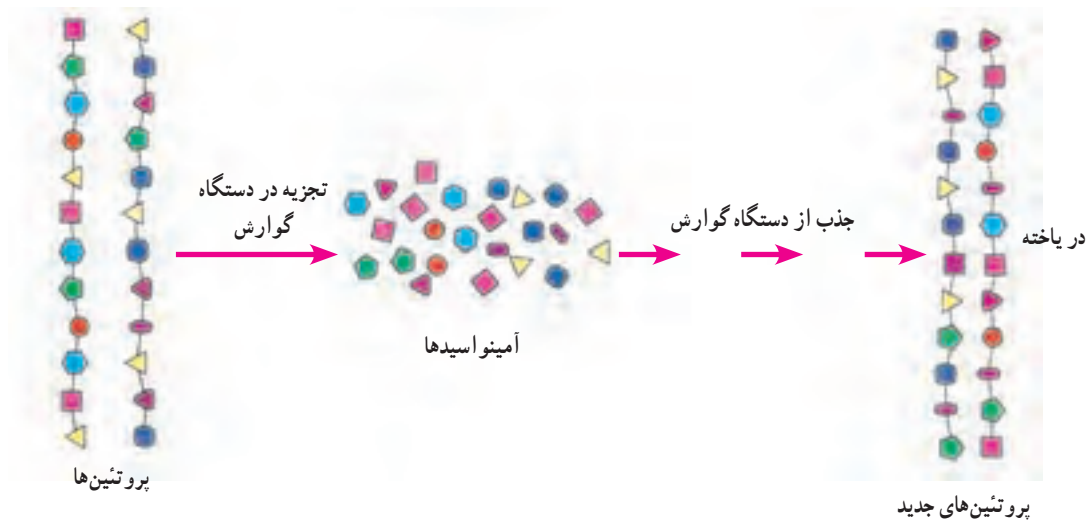 تجزیه در دستگاه
گوارش
جذب از دستگاه گوارش
در یاخته
آمینو اسیدها
پروتئین‌ها
پروتئین‌های جدید